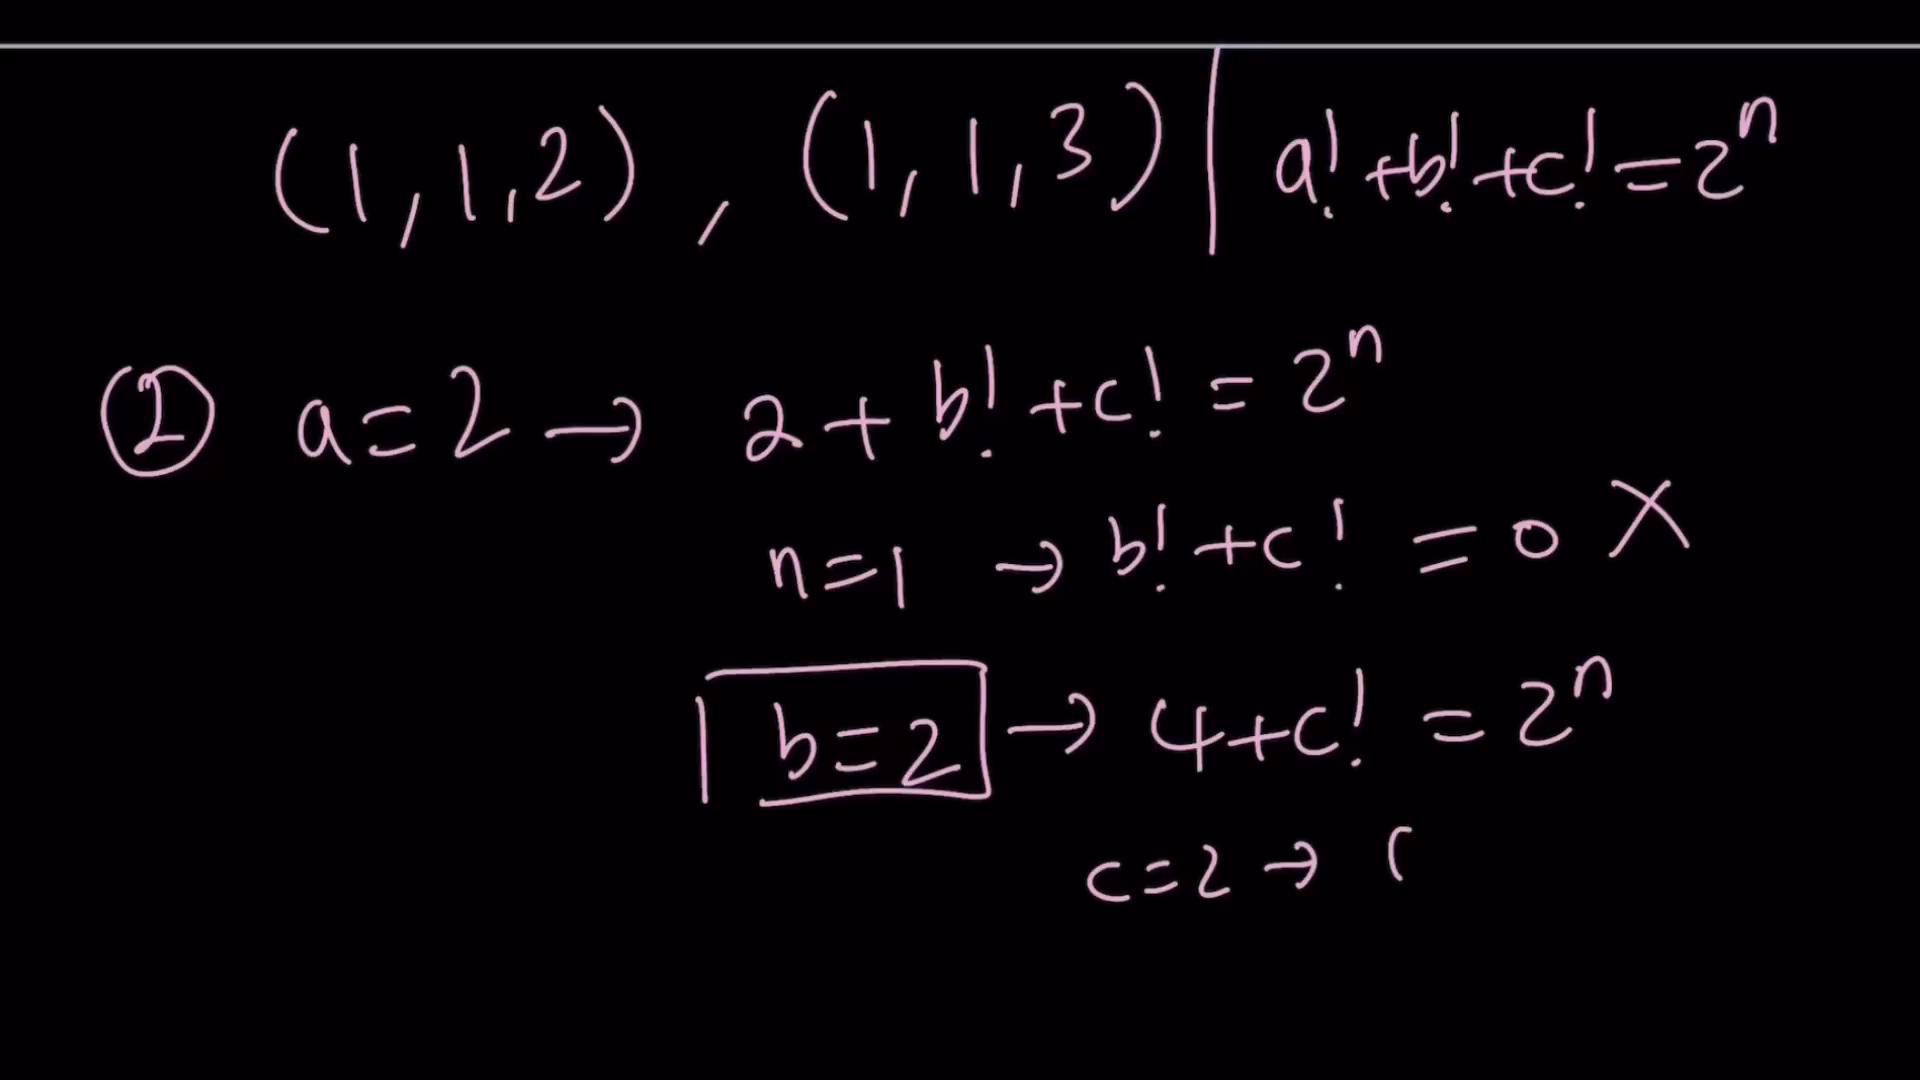 (1,1,2) , (1,1,3) | a!+b!+c!=2ⁿ
② a=2 → 2+b!+c!=2ⁿ
n=1 → b!+c!=0 X
b=2 → 4+c!=2ⁿ
c=2 → (